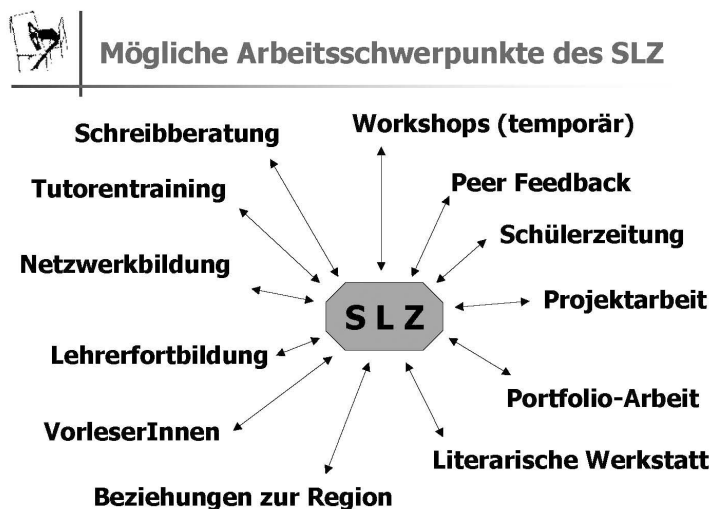 Mögliche Arbeitsschwerpunkte des SLZ
Schreibberatung
Workshops (temporär)
Tutorentraining
Peer Feedback
Schülerzeitung
Netzwerkbildung
Projektarbeit
S L Z
Lehrerfortbildung
Portfolio-Arbeit
VorleserInnen
Literarische Werkstatt
Beziehungen zur Region